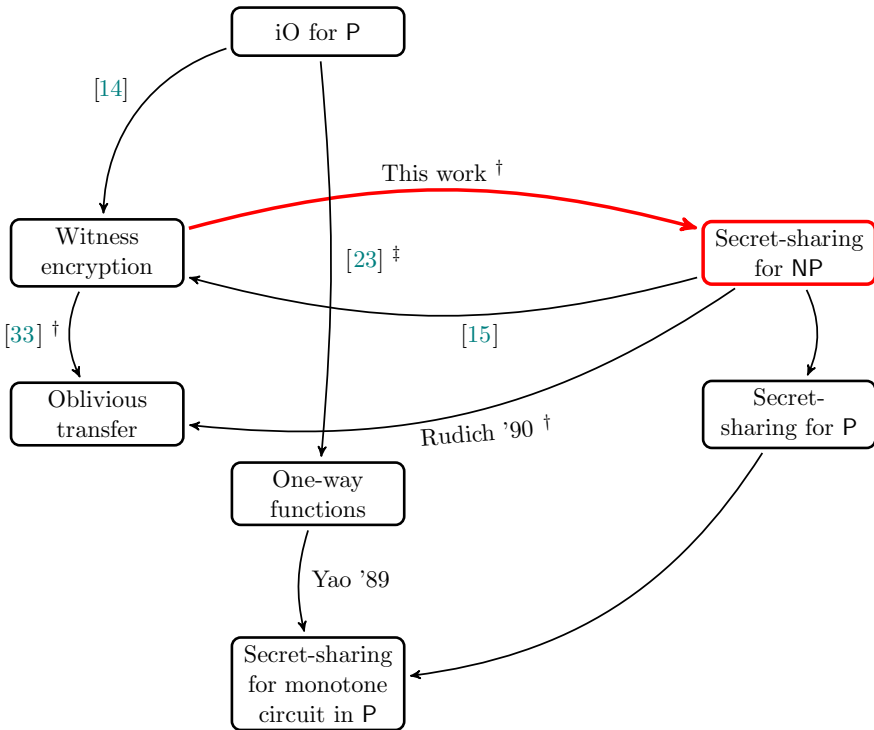 iO for P
[14]
This work †
Witness
encryption
[23] ‡
Secret-sharing
for NP
[33] †
[15]
Oblivious
transfer
Rudich '90 †
Secret-
sharing for P
One-way
functions
Yao '89
Secret-sharing
for monotone
circuit in P